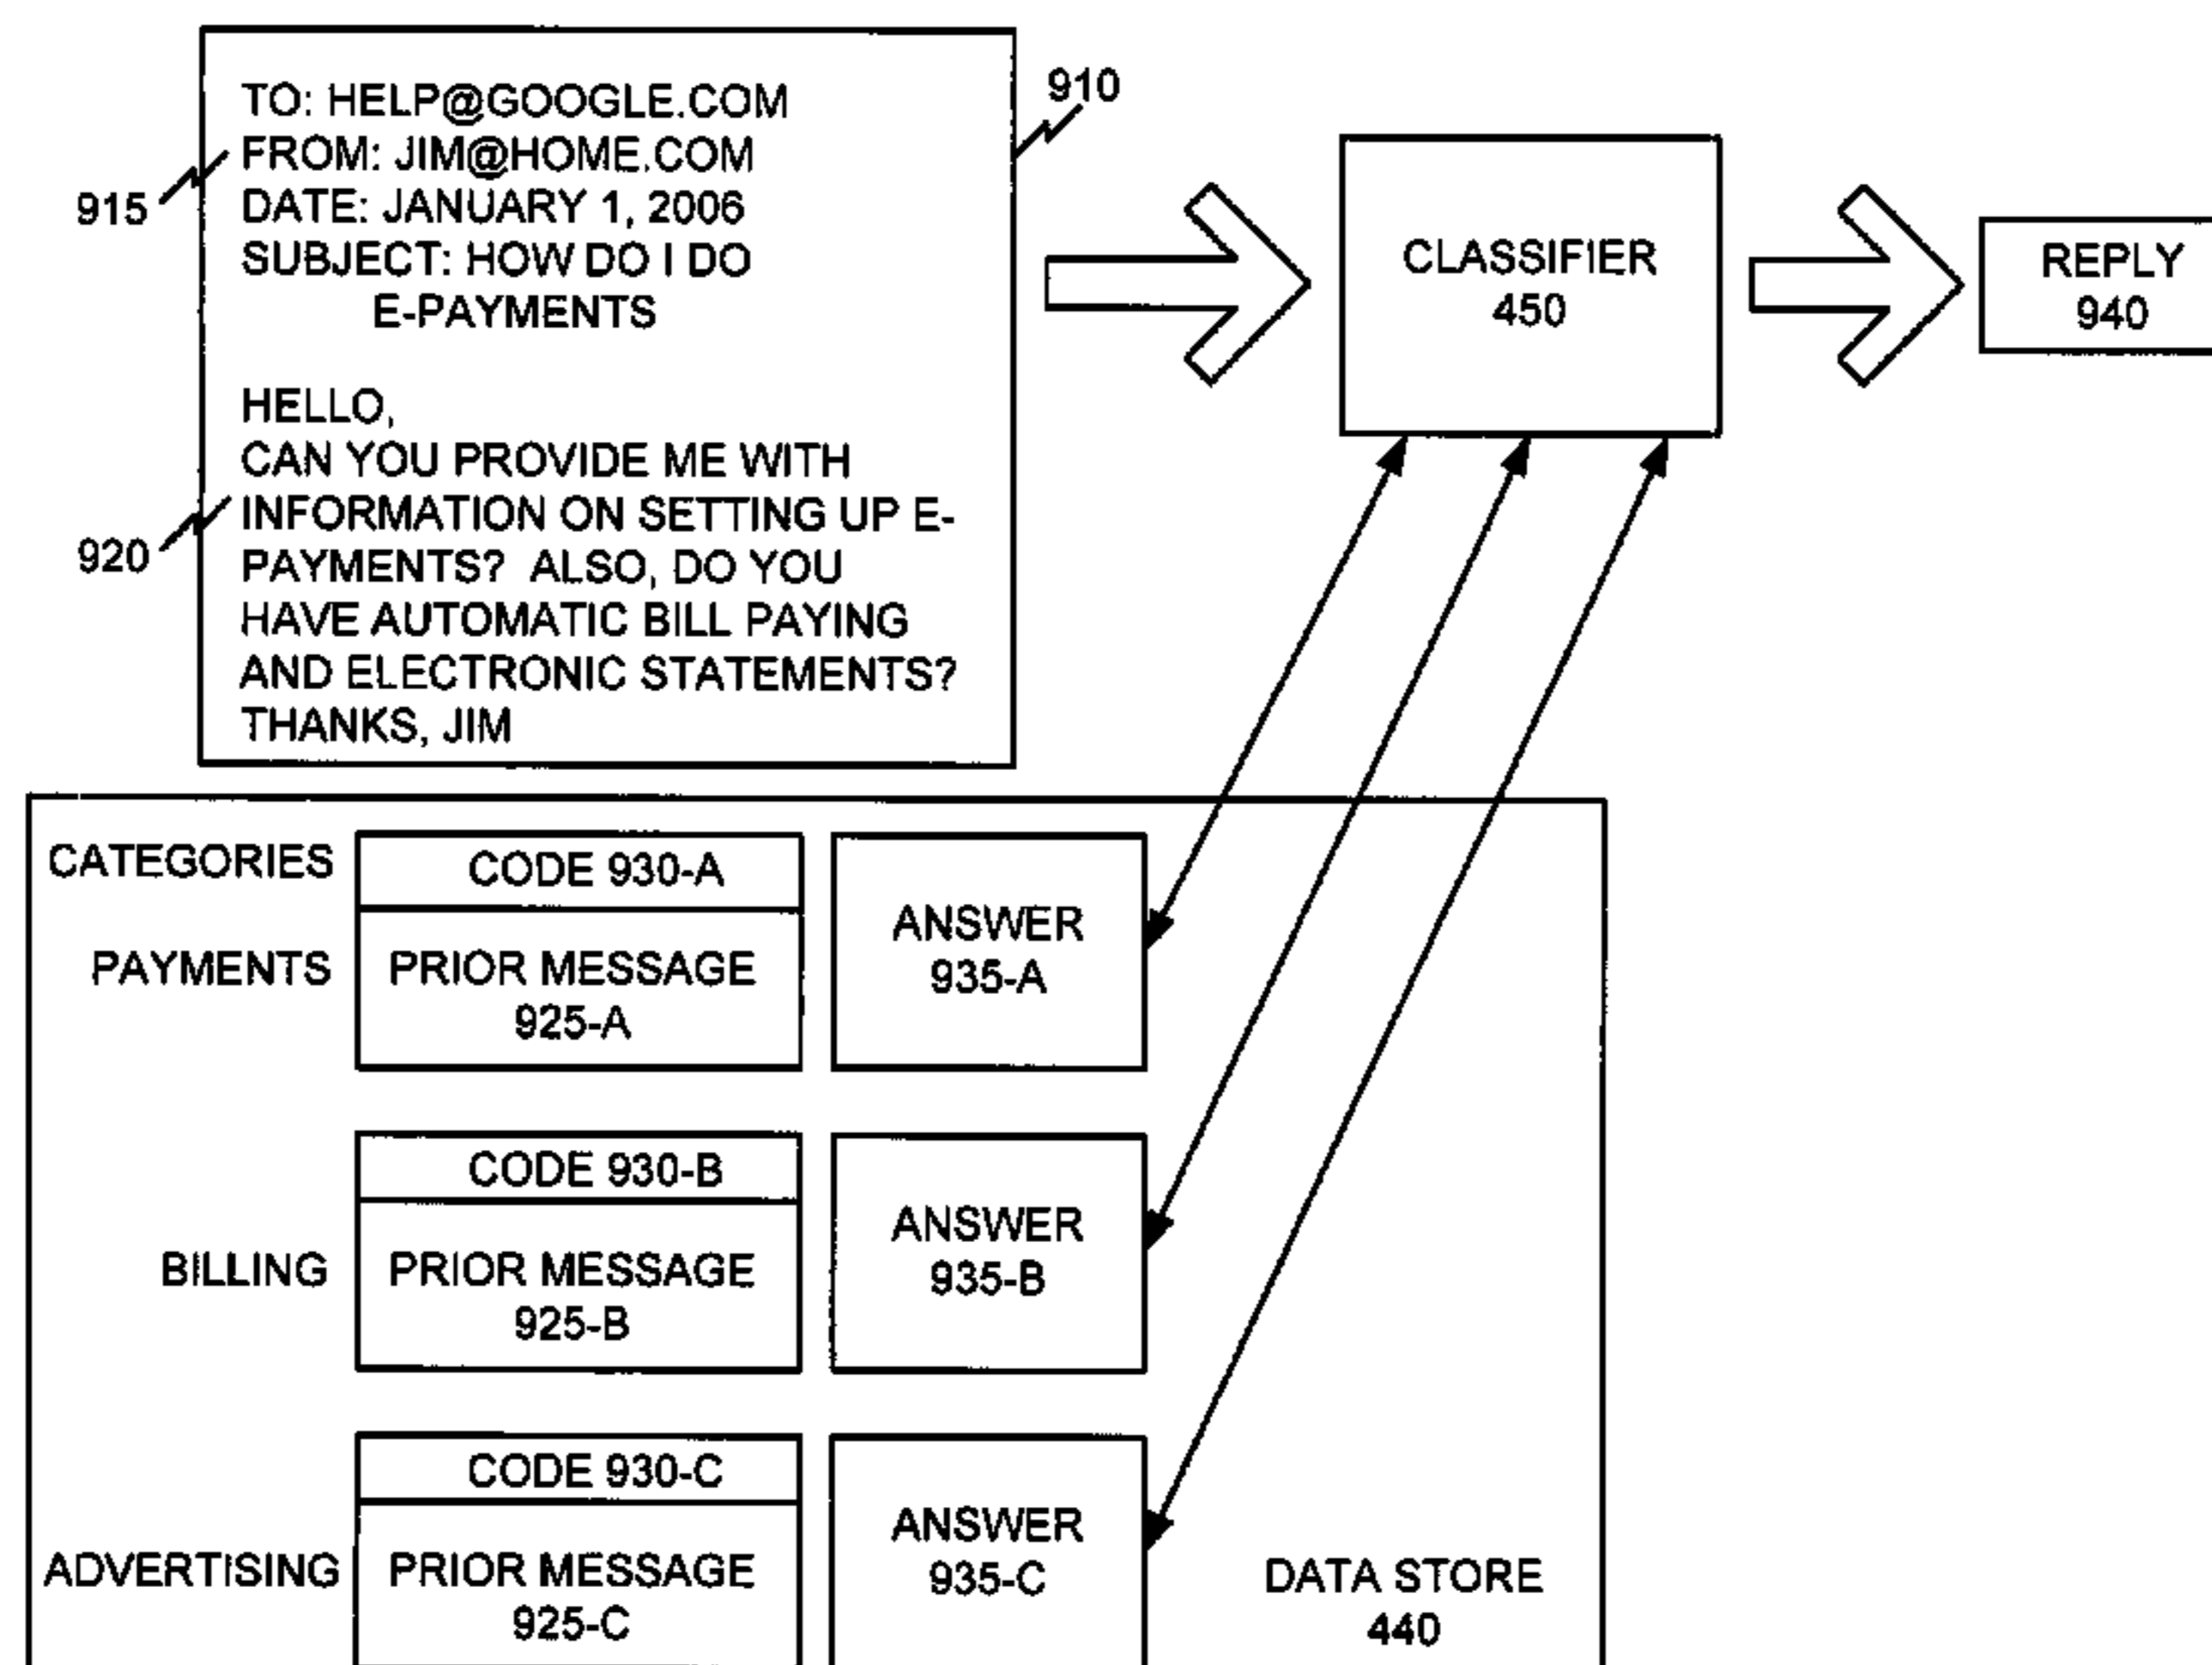 TO: HELP@GOOGLE.COM
FROM: JIM@HOME.COM
DATE: JANUARY 1, 2006
SUBJECT: HOW DO I DO
E-PAYMENTS
HELLO,
CAN YOU PROVIDE ME WITH
INFORMATION ON SETTING UP E-
PAYMENTS? ALSO, DO YOU
HAVE AUTOMATIC BILL PAYING
AND ELECTRONIC STATEMENTS?
THANKS, JIM
910
915
920
CLASSIFIER
450
REPLY
940
CATEGORIES
CODE 930-A
PAYMENTS
PRIOR MESSAGE
925-A
ANSWER
935-A
CODE 930-B
BILLING
PRIOR MESSAGE
925-B
ANSWER
935-B
CODE 930-C
ADVERTISING
PRIOR MESSAGE
925-C
ANSWER
935-C
DATA STORE
440